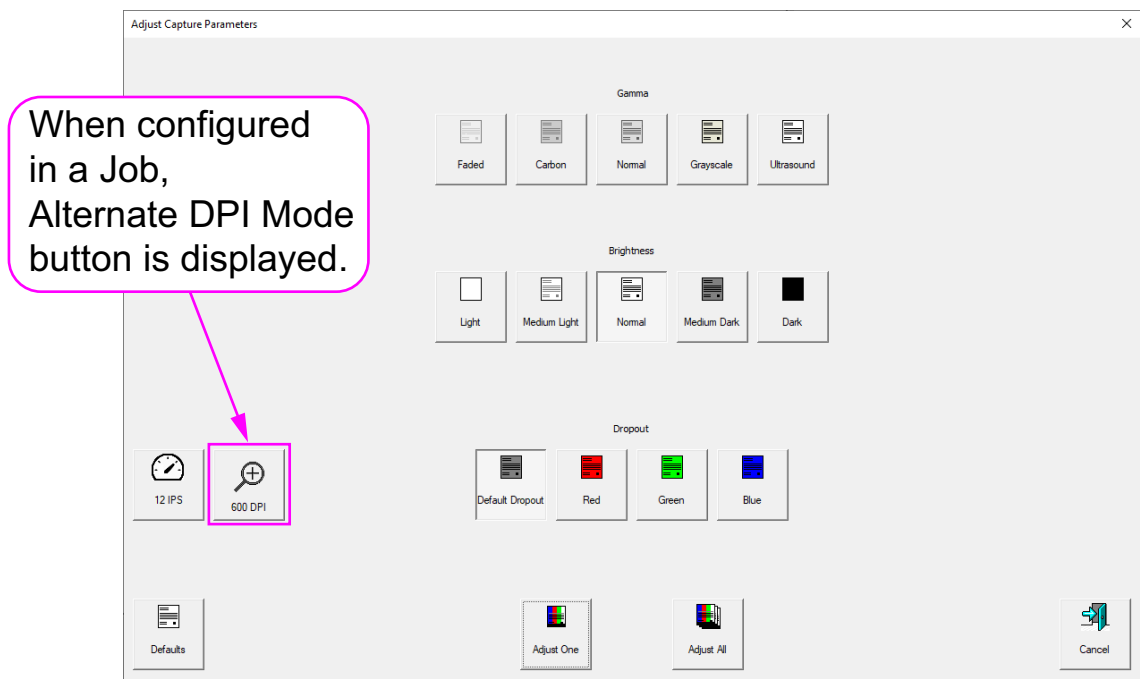 Adjust Capture Parameters
When configured
in a Job,
Alternate DPI Mode
button is displayed.
Gamma
Faded Carbon Normal Grayscale Ultrasound
Brightness
Light Medium Light Normal Medium Dark Dark
Dropout
12 IPS 600 DPI Default Dropout Red Green Blue
Defaults Adjust One Adjust All Cancel